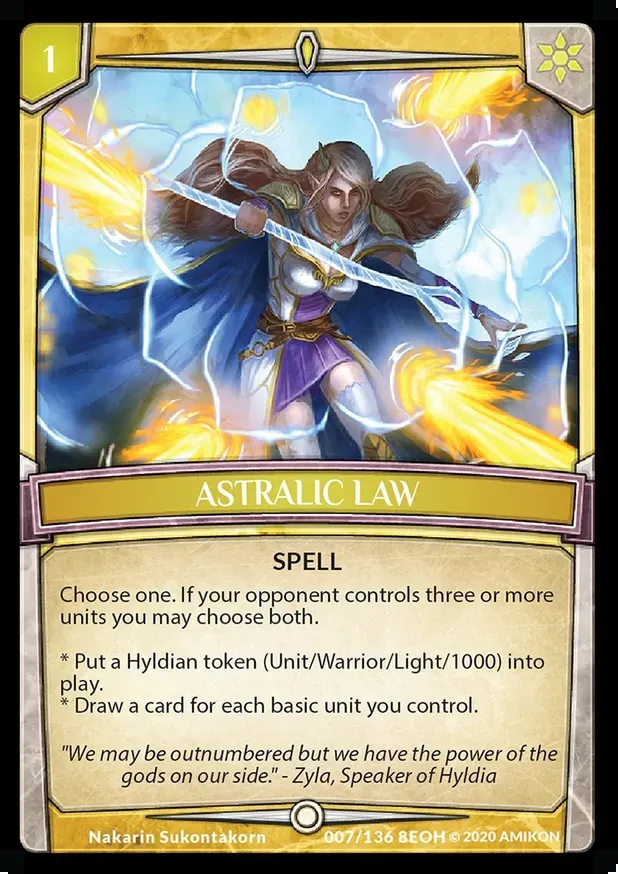 1
ASTRALIC LAW
SPELL
Choose one. If your opponent controls three or more
units you may choose both.
* Put a Hyldian token (Unit/Warrior/Light/1000) into
play.
* Draw a card for each basic unit you control.
"We may be outnumbered but we have the power of the
gods on our side." - Zyla, Speaker of Hyldia
Nakarin Sukontakorn 007/136 8EOH © 2020 AMIKON